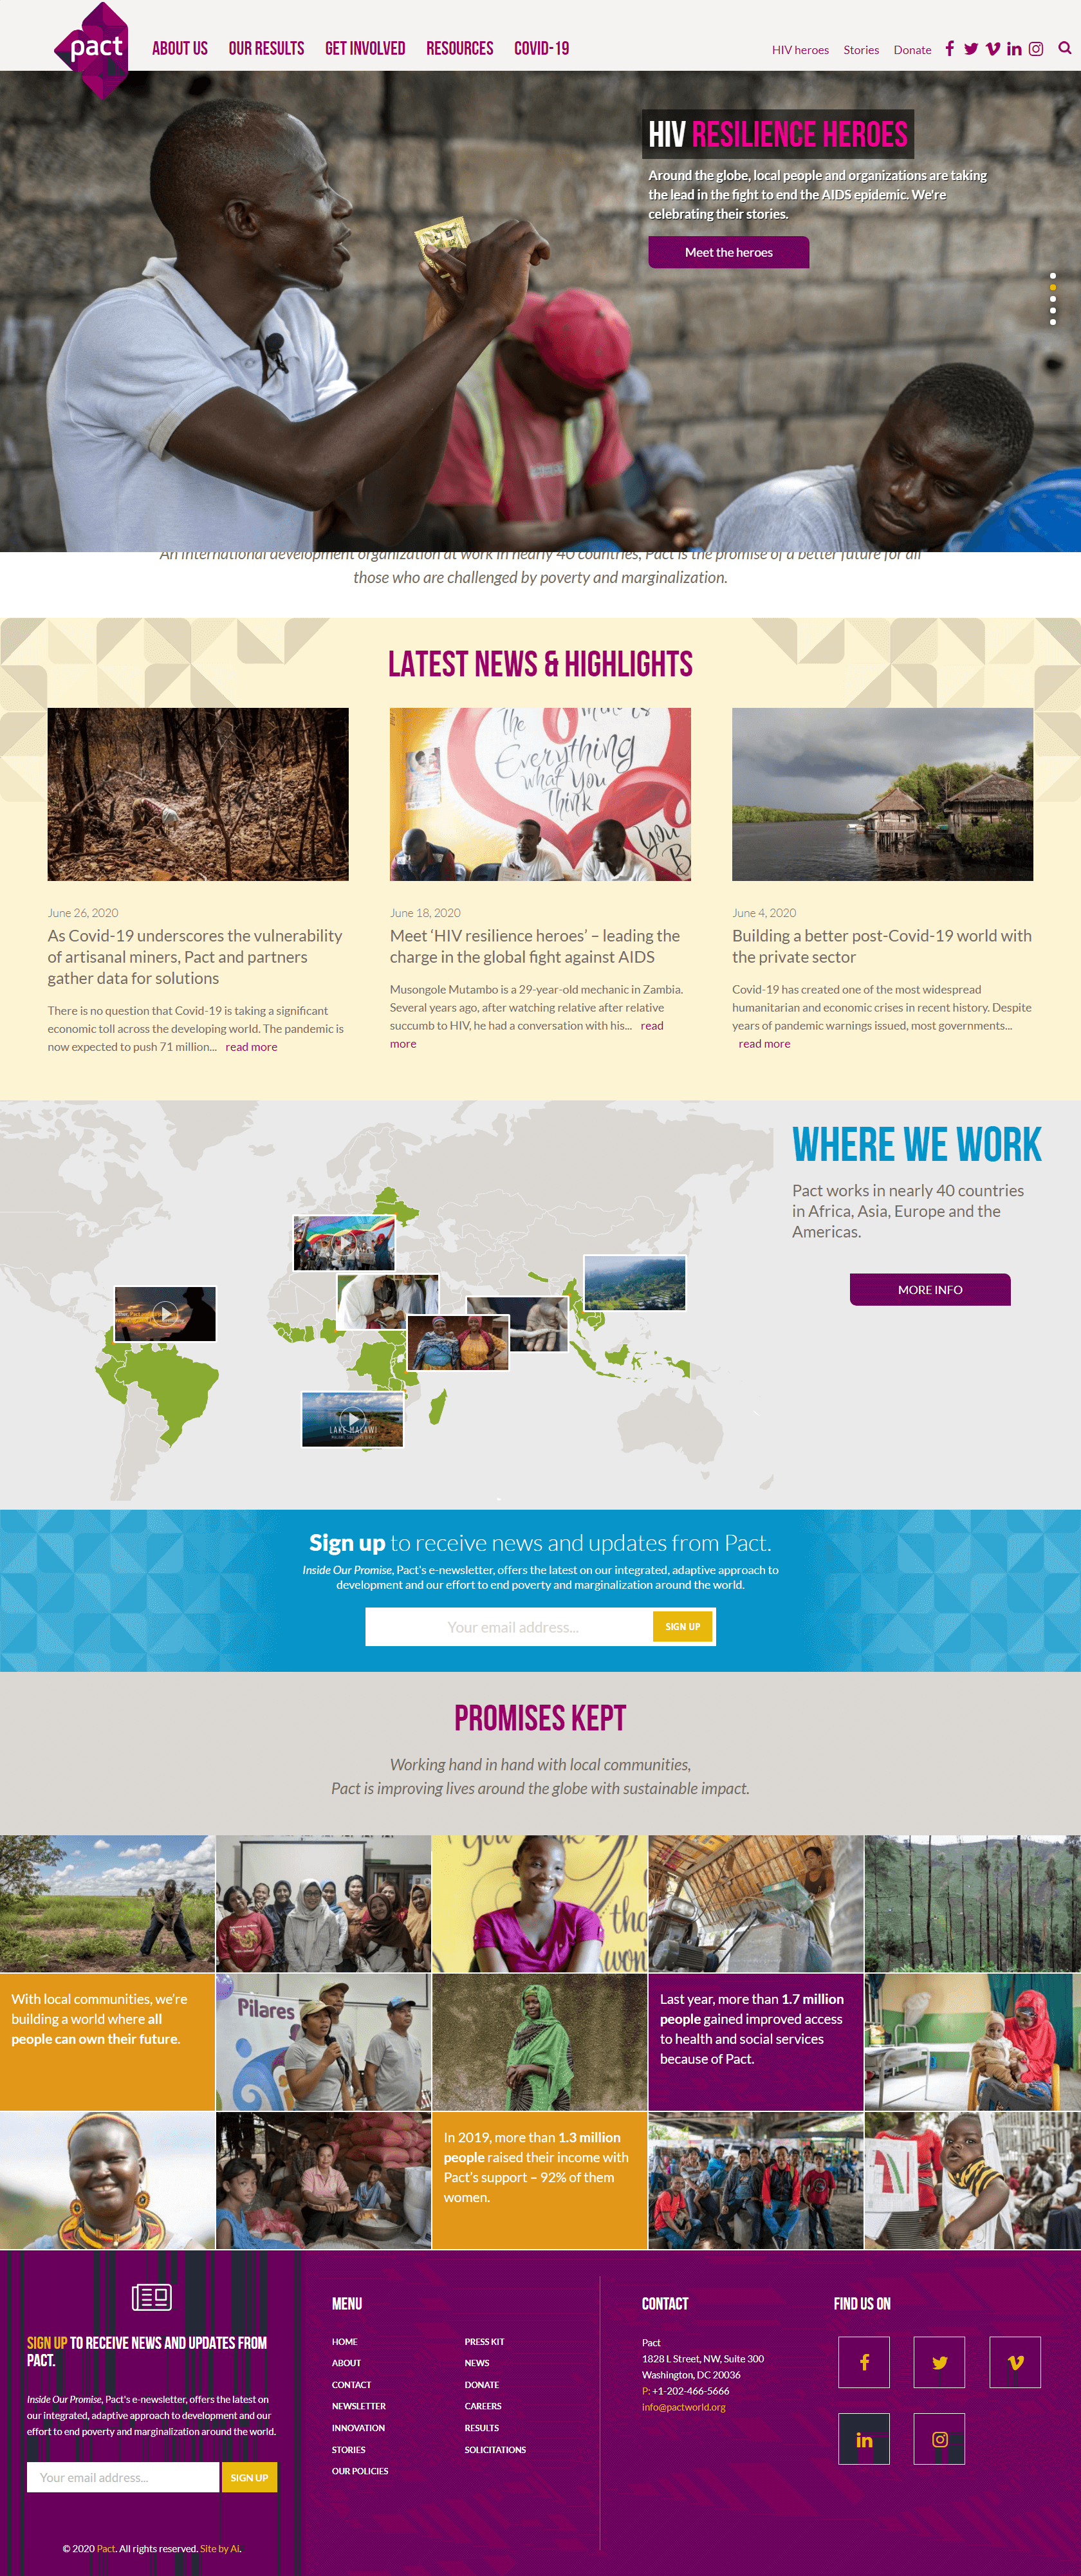 pact
ABOUT US OUR RESULTS GET INVOLVED RESOURCES COVID-19
HIV heroes Stories Donate
HIV RESILIENCE HEROES
Around the globe, local people and organizations are taking
the lead in the fight to end the AIDS epidemic. We're
celebrating their stories.
Meet the heroes
An international development organization at work in nearly 40 countries, Pact is the promise of a better future for all
those who are challenged by poverty and marginalization.
LATEST NEWS & HIGHLIGHTS
The
Everything
what You
Think
You B
June 26, 2020
As Covid-19 underscores the vulnerability
of artisanal miners, Pact and partners
gather data for solutions
There is no question that Covid-19 is taking a significant
economic toll across the developing world. The pandemic is
now expected to push 71 million... read more
June 18, 2020
Meet ‘HIV resilience heroes’ – leading the
charge in the global fight against AIDS
Musongole Mutambo is a 29-year-old mechanic in Zambia.
Several years ago, after watching relative after relative
succumb to HIV, he had a conversation with his... read
more
June 4, 2020
Building a better post-Covid-19 world with
the private sector
Covid-19 has created one of the most widespread
humanitarian and economic crises in recent history. Despite
years of pandemic warnings issued, most governments...
read more
WHERE WE WORK
Pact works in nearly 40 countries
in Africa, Asia, Europe and the
Americas.
MORE INFO
LAKE MALAWI
Sign up to receive news and updates from Pact.
Inside Our Promise, Pact's e-newsletter, offers the latest on our integrated, adaptive approach to
development and our effort to end poverty and marginalization around the world.
Your email address...
SIGN UP
PROMISES KEPT
Working hand in hand with local communities,
Pact is improving lives around the globe with sustainable impact.
With local communities, we're
building a world where all
people can own their future.
Pilares
Last year, more than 1.7 million
people gained improved access
to health and social services
because of Pact.
In 2019, more than 1.3 million
people raised their income with
Pact's support – 92% of them
women.
SIGN UP TO RECEIVE NEWS AND UPDATES FROM
PACT.
Inside Our Promise, Pact's e-newsletter, offers the latest on
our integrated, adaptive approach to development and our
effort to end poverty and marginalization around the world.
Your email address...
SIGN UP
© 2020 Pact. All rights reserved. Site by Ai.
MENU
HOME
ABOUT
CONTACT
NEWSLETTER
INNOVATION
STORIES
OUR POLICIES
PRESS KIT
NEWS
DONATE
CAREERS
RESULTS
SOLICITATIONS
CONTACT
Pact
1828 L Street, NW, Suite 300
Washington, DC 20036
P: +1-202-466-5666
info@pactworld.org
FIND US ON